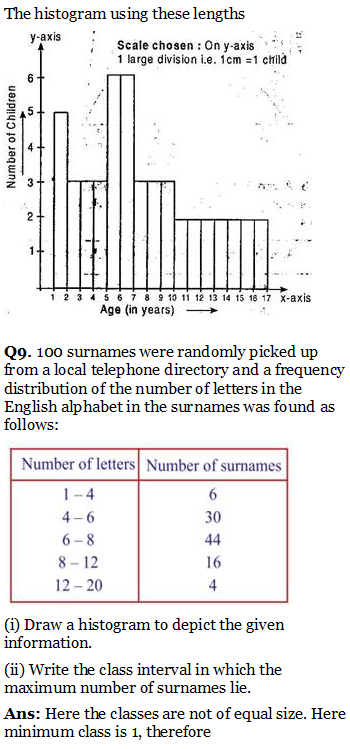 The histogram using these lengths
y-axis
Scale chosen : On y-axis
1 large division i.e. 1cm =1 child
Number of Children
6
5
4
3
2
1
1 2 3 4 5 6 7 8 9 10 11 12 13 14 15 16 17 x-axis
Age (in years)
Q9. 100 surnames were randomly picked up
from a local telephone directory and a frequency
distribution of the number of letters in the
English alphabet in the surnames was found as
follows:
Number of letters Number of surnames
1 – 4 6
4 – 6 30
6 – 8 44
8 – 12 16
12 – 20 4
(i) Draw a histogram to depict the given
information.
(ii) Write the class interval in which the
maximum number of surnames lie.
Ans: Here the classes are not of equal size. Here
minimum class is 1, therefore